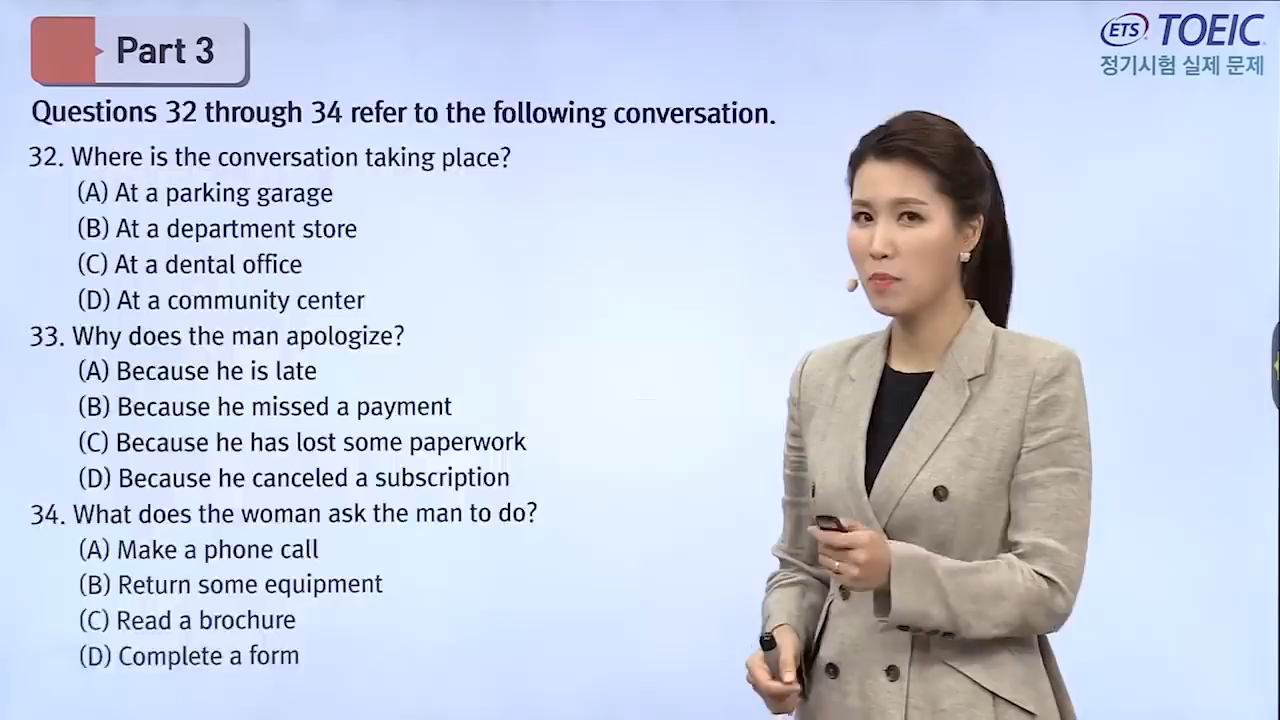 Part 3
ETS TOEIC
정기시험 실제 문제
Questions 32 through 34 refer to the following conversation.
32. Where is the conversation taking place?
(A) At a parking garage
(B) At a department store
(C) At a dental office
(D) At a community center
33. Why does the man apologize?
(A) Because he is late
(B) Because he missed a payment
(C) Because he has lost some paperwork
(D) Because he canceled a subscription
34. What does the woman ask the man to do?
(A) Make a phone call
(B) Return some equipment
(C) Read a brochure
(D) Complete a form